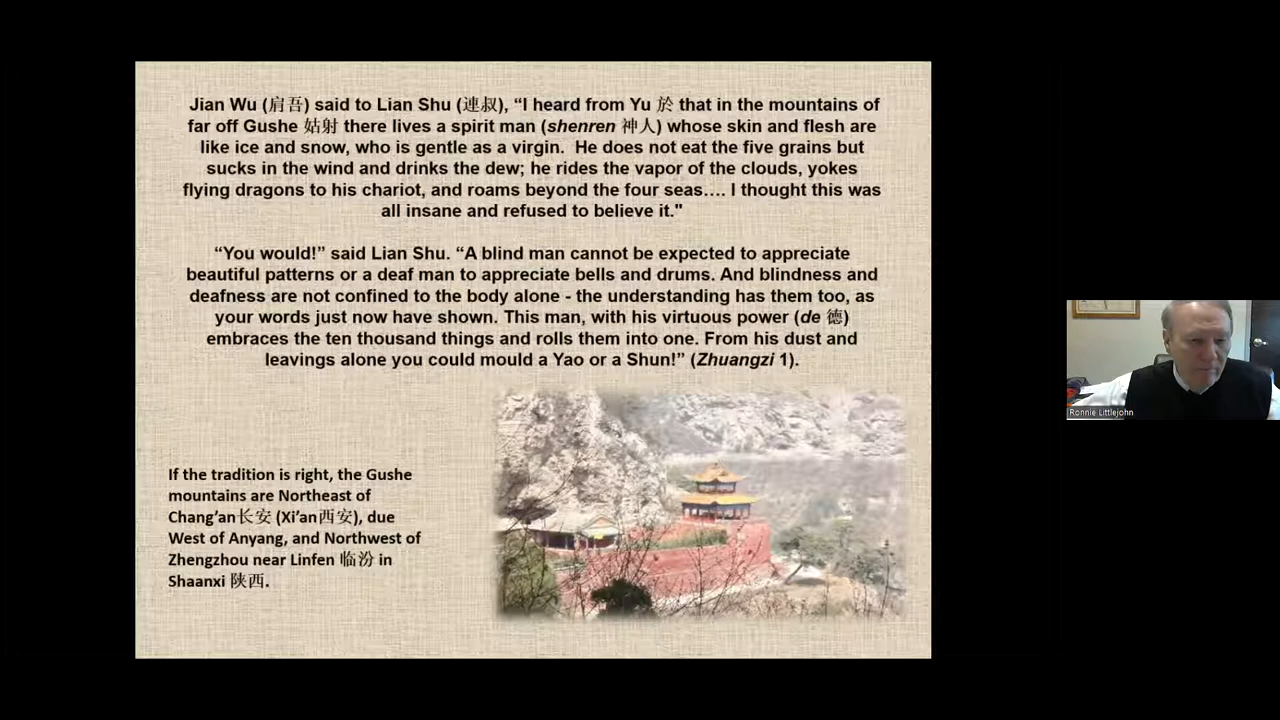 Jian Wu (肩吾) said to Lian Shu (連叔), “I heard from Yu 於 that in the mountains of
far off Gushe 姑射 there lives a spirit man (shenren 神人) whose skin and flesh are
like ice and snow, who is gentle as a virgin.  He does not eat the five grains but
sucks in the wind and drinks the dew; he rides the vapor of the clouds, yokes
flying dragons to his chariot, and roams beyond the four seas…. I thought this was
all insane and refused to believe it."
“You would!” said Lian Shu. “A blind man cannot be expected to appreciate
beautiful patterns or a deaf man to appreciate bells and drums. And blindness and
deafness are not confined to the body alone - the understanding has them too, as
your words just now have shown. This man, with his virtuous power (de 德)
embraces the ten thousand things and rolls them into one. From his dust and
leavings alone you could mould a Yao or a Shun!” (Zhuangzi 1).
If the tradition is right, the Gushe
mountains are Northeast of
Chang’an长安 (Xi’an西安), due
West of Anyang, and Northwest of
Zhengzhou near Linfen 临汾 in
Shaanxi 陕西.
Ronnie Littlejohn